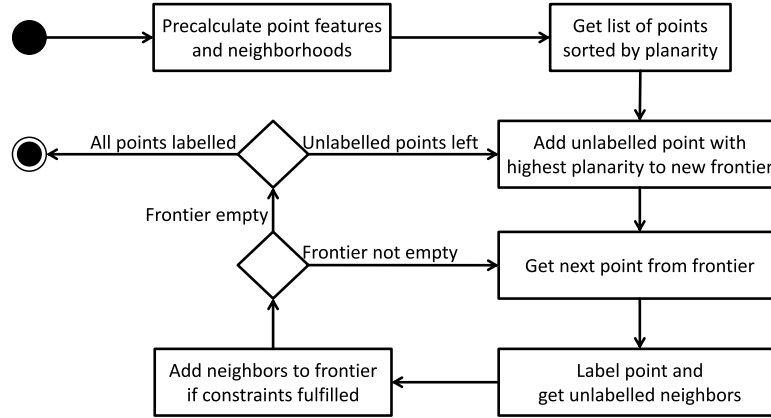 Precalculate point features
and neighborhoods
Get list of points
sorted by planarity
All points labelled
Unlabelled points left
Add unlabelled point with
highest planarity to new frontier
Frontier empty
Frontier not empty
Get next point from frontier
Add neighbors to frontier
if constraints fulfilled
Label point and
get unlabelled neighbors